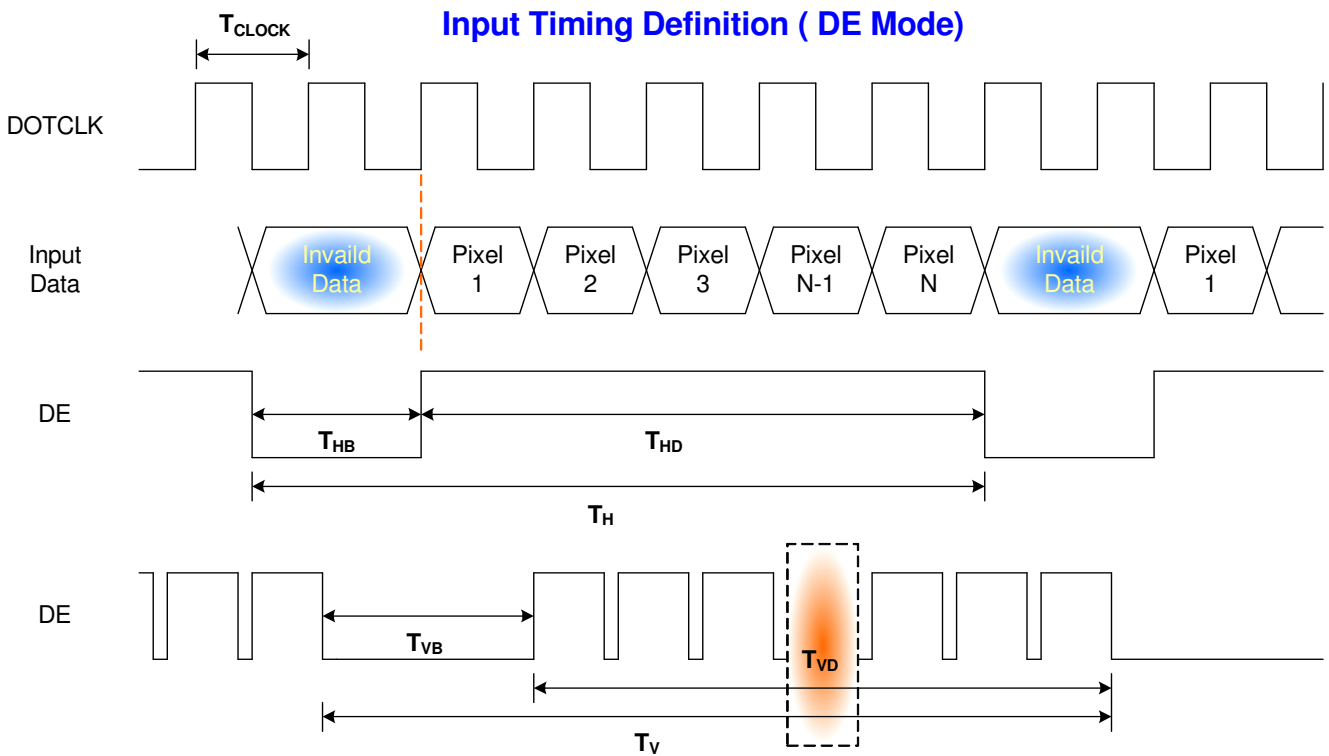 Input Timing Definition ( DE Mode)
TCLOCK
DOTCLK
Input
Data
Invaild
Data
Pixel
1
Pixel
2
Pixel
3
Pixel
N-1
Pixel
N
Invaild
Data
Pixel
1
DE
THB
THD
TH
DE
TVB
TVD
TV